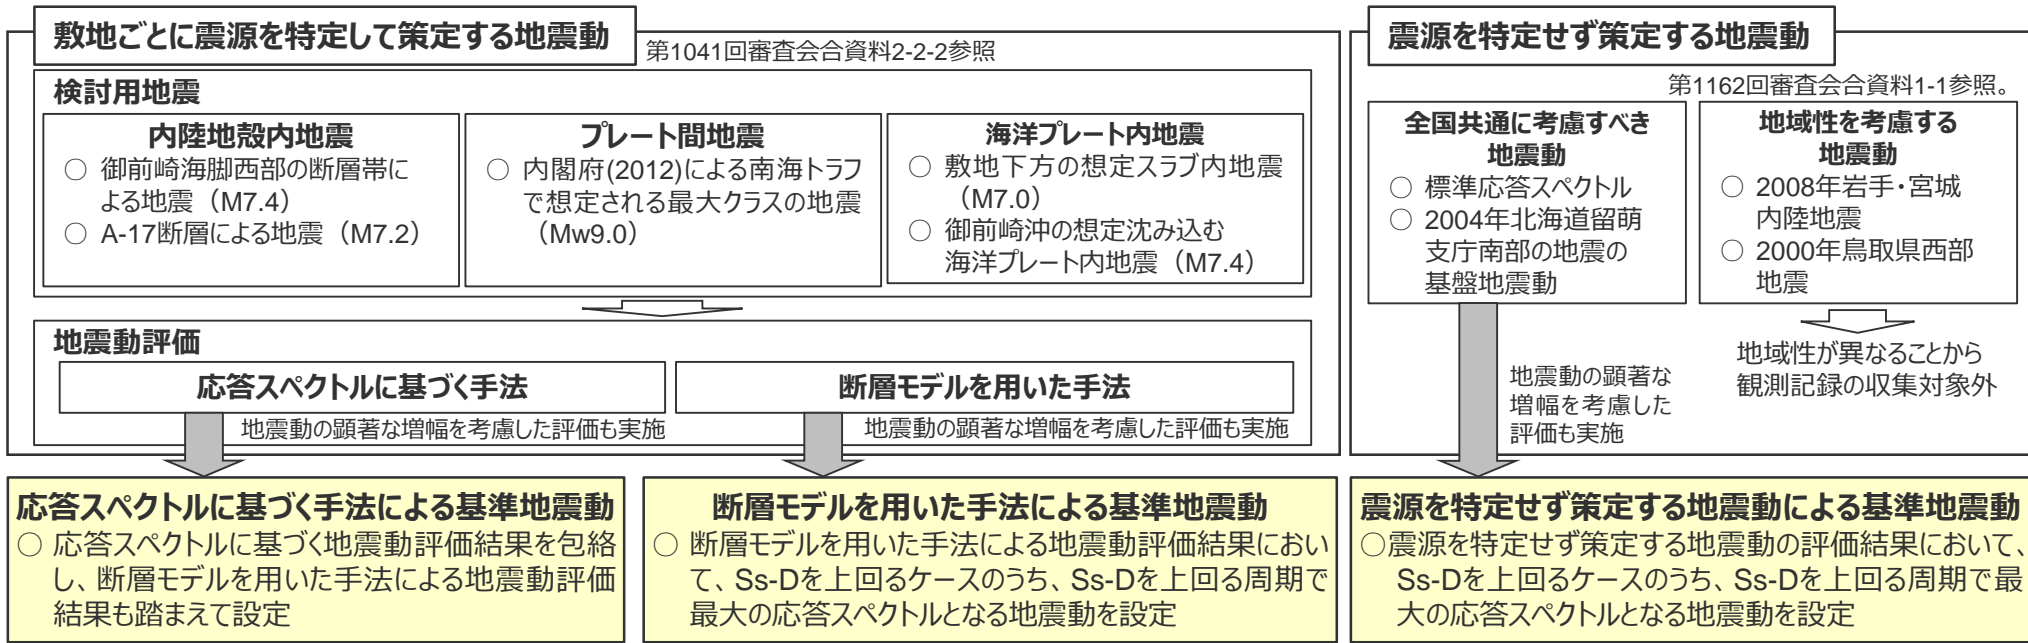 敷地ごとに震源を特定して策定する地震動
第1041回審査会合資料2-2-2参照
検討用地震
内陸地殻内地震
○ 御前崎海脚西部の断層帯に
よる地震（M7.4）
○ A-17断層による地震（M7.2）
プレート間地震
○ 内閣府(2012)による南海トラフ
で想定される最大クラスの地震
（Mw9.0）
海洋プレート内地震
○ 敷地下方の想定スラブ内地震
（M7.0）
○ 御前崎沖の想定沈み込む
海洋プレート内地震（M7.4）
地震動評価
応答スペクトルに基づく手法
断層モデルを用いた手法
地震動の顕著な増幅を考慮した評価も実施
地震動の顕著な増幅を考慮した評価も実施
震源を特定せず策定する地震動
第1162回審査会合資料1-1参照。
全国共通に考慮すべき
地震動
○ 標準応答スペクトル
○ 2004年北海道留萌
支庁南部の地震の
基盤地震動
地域性を考慮する
地震動
○ 2008年岩手・宮城
内陸地震
○ 2000年鳥取県西部
地震
地震動の顕著な
増幅を考慮した
評価も実施
地域性が異なることから
観測記録の収集対象外
応答スペクトルに基づく手法による基準地震動
○ 応答スペクトルに基づく地震動評価結果を包絡
し、断層モデルを用いた手法による地震動評価
結果も踏まえて設定
断層モデルを用いた手法による基準地震動
○ 断層モデルを用いた手法による地震動評価結果におい
て、Ss-Dを上回るケースのうち、Ss-Dを上回る周期で
最大の応答スペクトルとなる地震動を設定
震源を特定せず策定する地震動による基準地震動
○震源を特定せず策定する地震動の評価結果において、
Ss-Dを上回るケースのうち、Ss-Dを上回る周期で最
大の応答スペクトルとなる地震動を設定